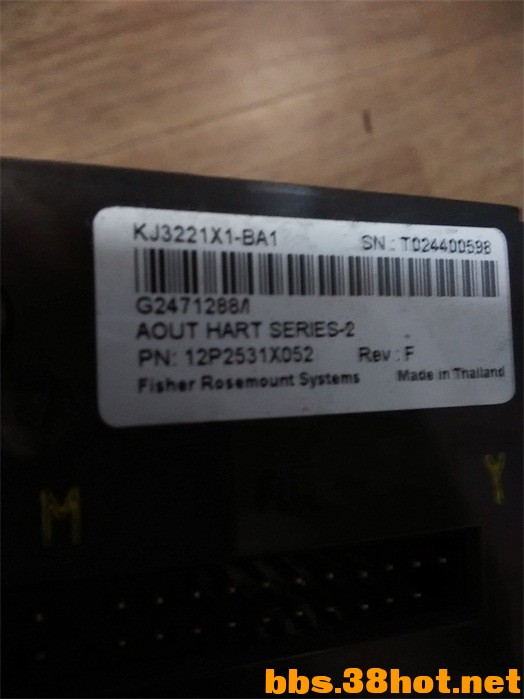 KJ3221X1-BA1 SN.: T024400598
G2471288/I
AOUT HART SERIES-2
PN: 12P2531X052 Rev: F
Fisher Rosemount Systems Made in Thailand
M Y
bbs.38hot.net